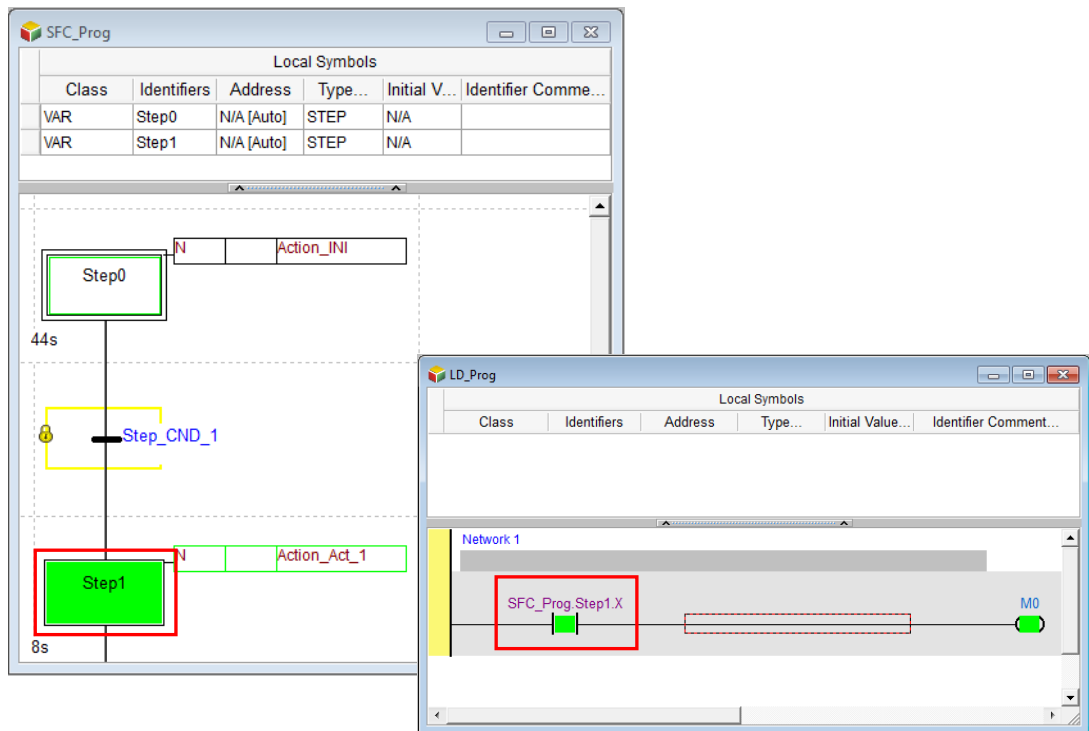 SFC_Prog
Local Symbols
Class Identifiers Address Type... Initial V... Identifier Comme...
VAR Step0 N/A [Auto] STEP N/A
VAR Step1 N/A [Auto] STEP N/A
N Action_INI
Step0
44s
Step_CND_1
N Action_Act_1
Step1
8s
LD_Prog
Local Symbols
Class Identifiers Address Type... Initial Value... Identifier Comment...
Network 1
SFC_Prog.Step1.X M0